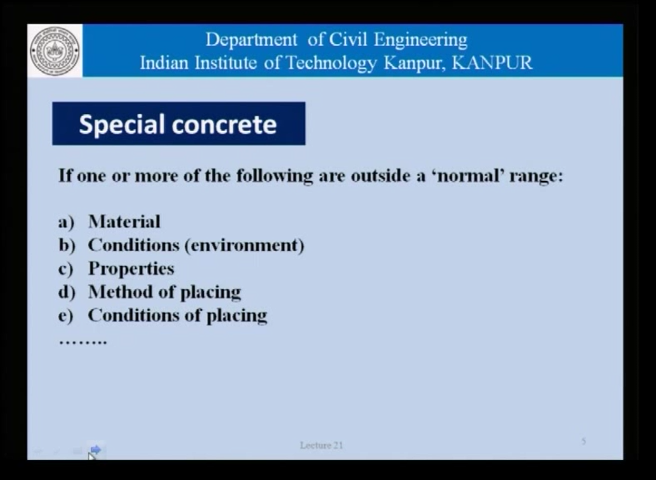 Department of Civil Engineering
Indian Institute of Technology Kanpur, KANPUR
Special concrete
If one or more of the following are outside a ‘normal’ range:
a) Material
b) Conditions (environment)
c) Properties
d) Method of placing
e) Conditions of placing
........
Lecture 21
5